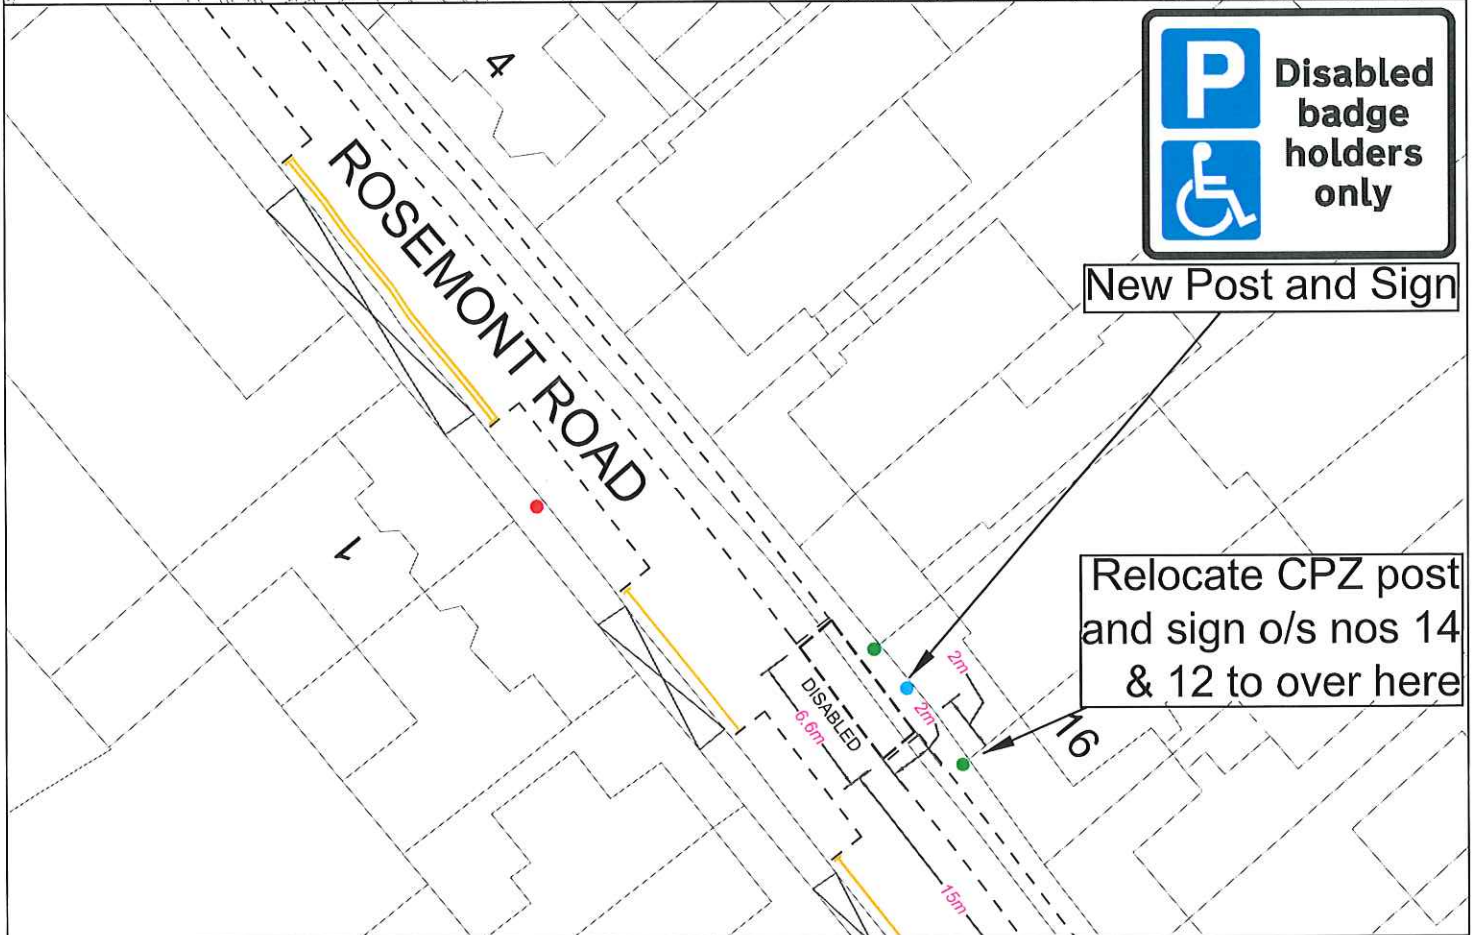 4
P
Disabled
badge
holders
only
ROSEMONT ROAD
New Post and Sign
1
Relocate CPZ post
and sign o/s nos 14
& 12 to over here
2m
DISABLED
2m
6.6m
16
15m